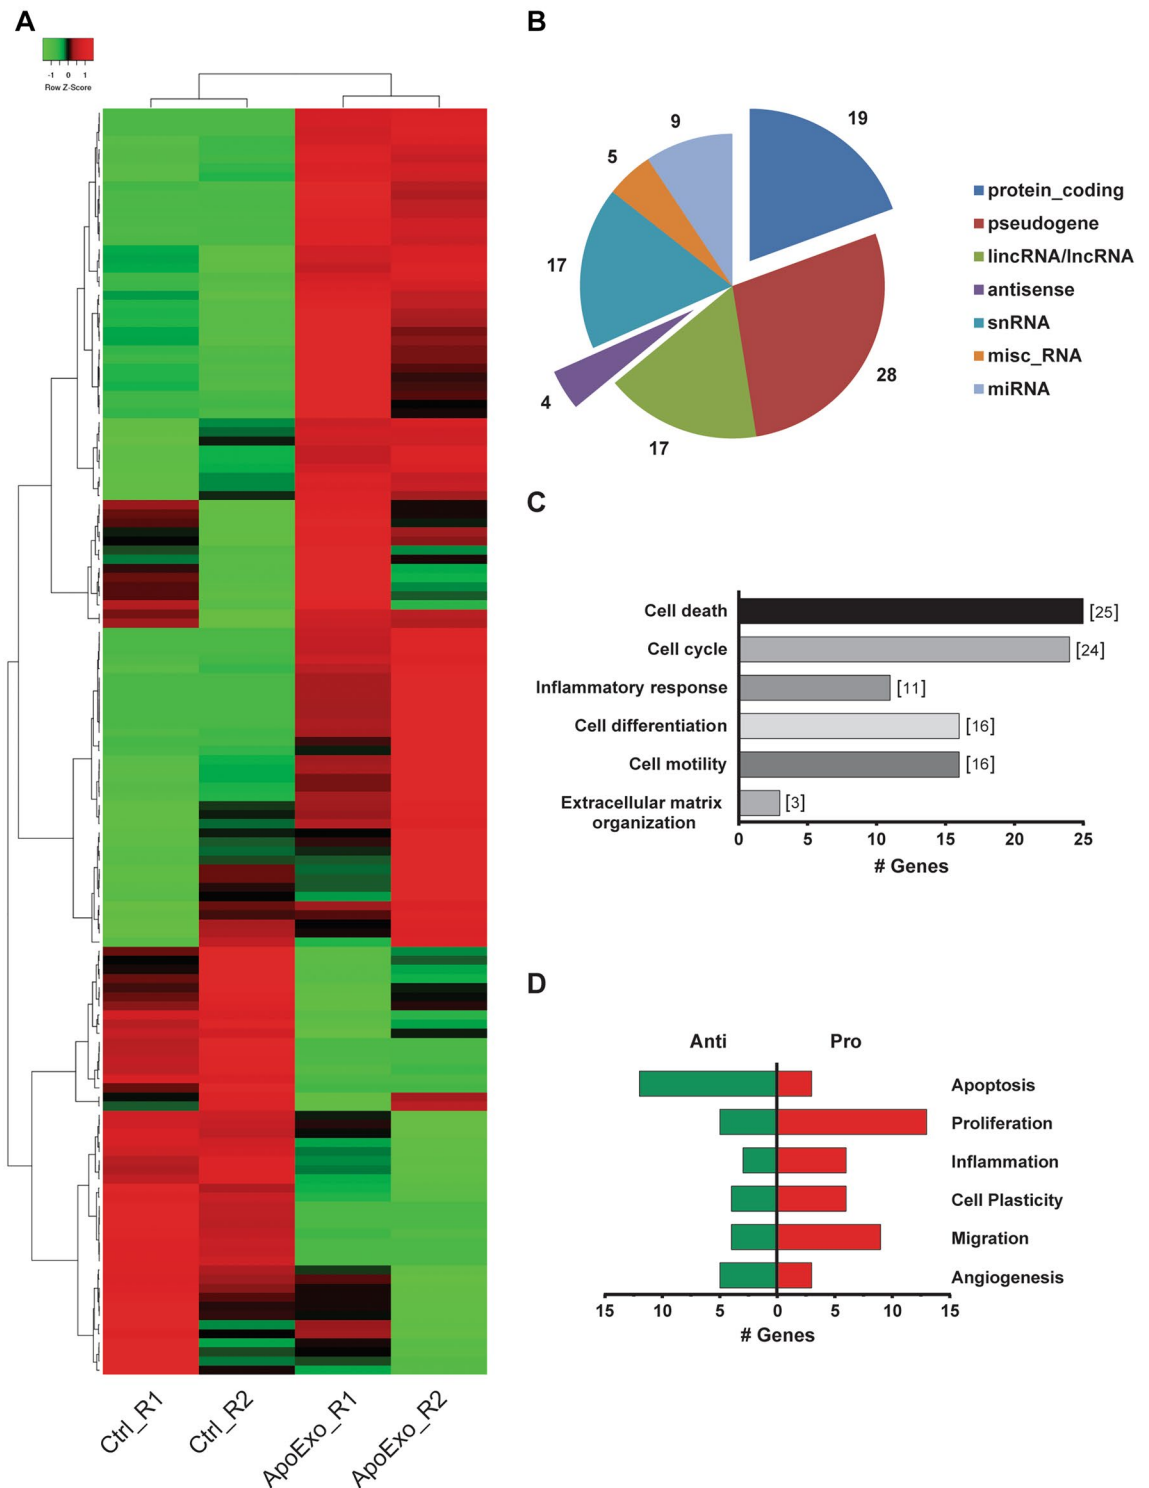 A
-1 0 1
Row Z-Score
Ctrl_R1
Ctrl_R2
ApoExo_R1
ApoExo_R2
B
19
28
17
4
17
5
9
protein_coding
pseudogene
lincRNA/lncRNA
antisense
snRNA
misc_RNA
miRNA
C
Cell death [25]
Cell cycle [24]
Inflammatory response [11]
Cell differentiation [16]
Cell motility [16]
Extracellular matrix [3]
organization
0 5 10 15 20 25
# Genes
D
Anti Pro
Apoptosis
Proliferation
Inflammation
Cell Plasticity
Migration
Angiogenesis
15 10 5 0 5 10 15
# Genes